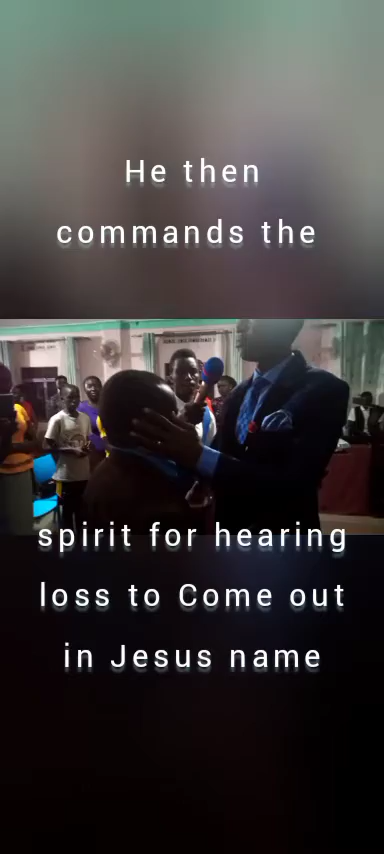 He then
commands the
spirit for hearing
loss to Come out
in Jesus name